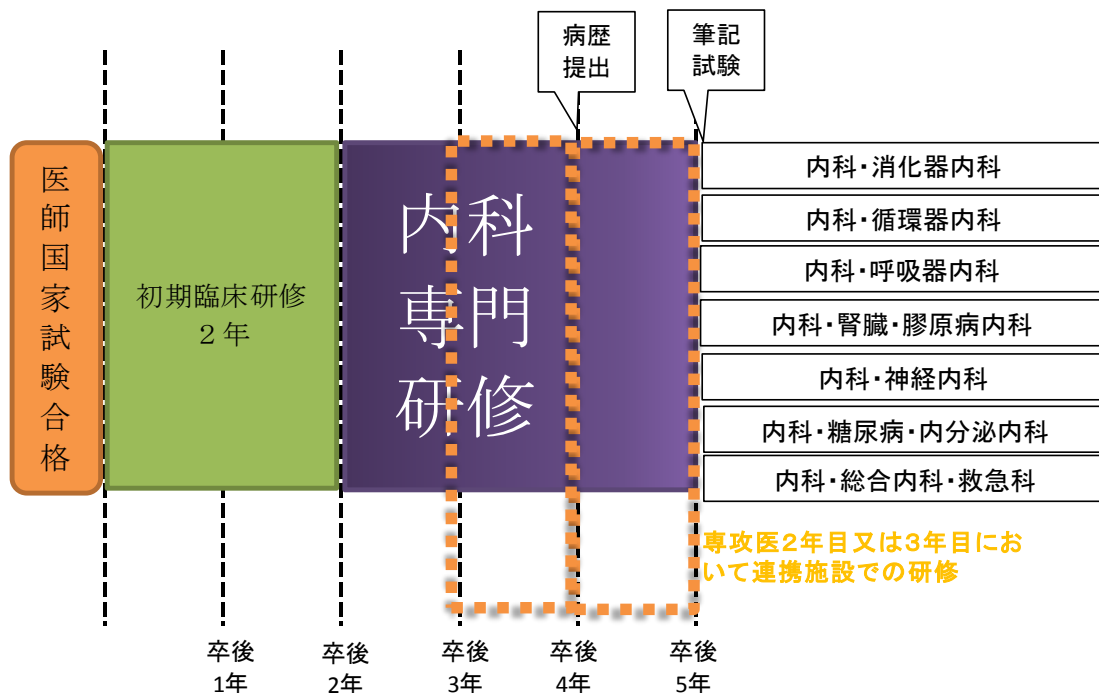 病歴
提出
筆記
試験
医師国家試験合格
初期臨床研修
２年
内科
専門
研修
内科・消化器内科
内科・循環器内科
内科・呼吸器内科
内科・腎臓・膠原病内科
内科・神経内科
内科・糖尿病・内分泌内科
内科・総合内科・救急科
専攻医2年目又は3年目にお
いて連携施設での研修
卒後
1年
卒後
2年
卒後
3年
卒後
4年
卒後
5年